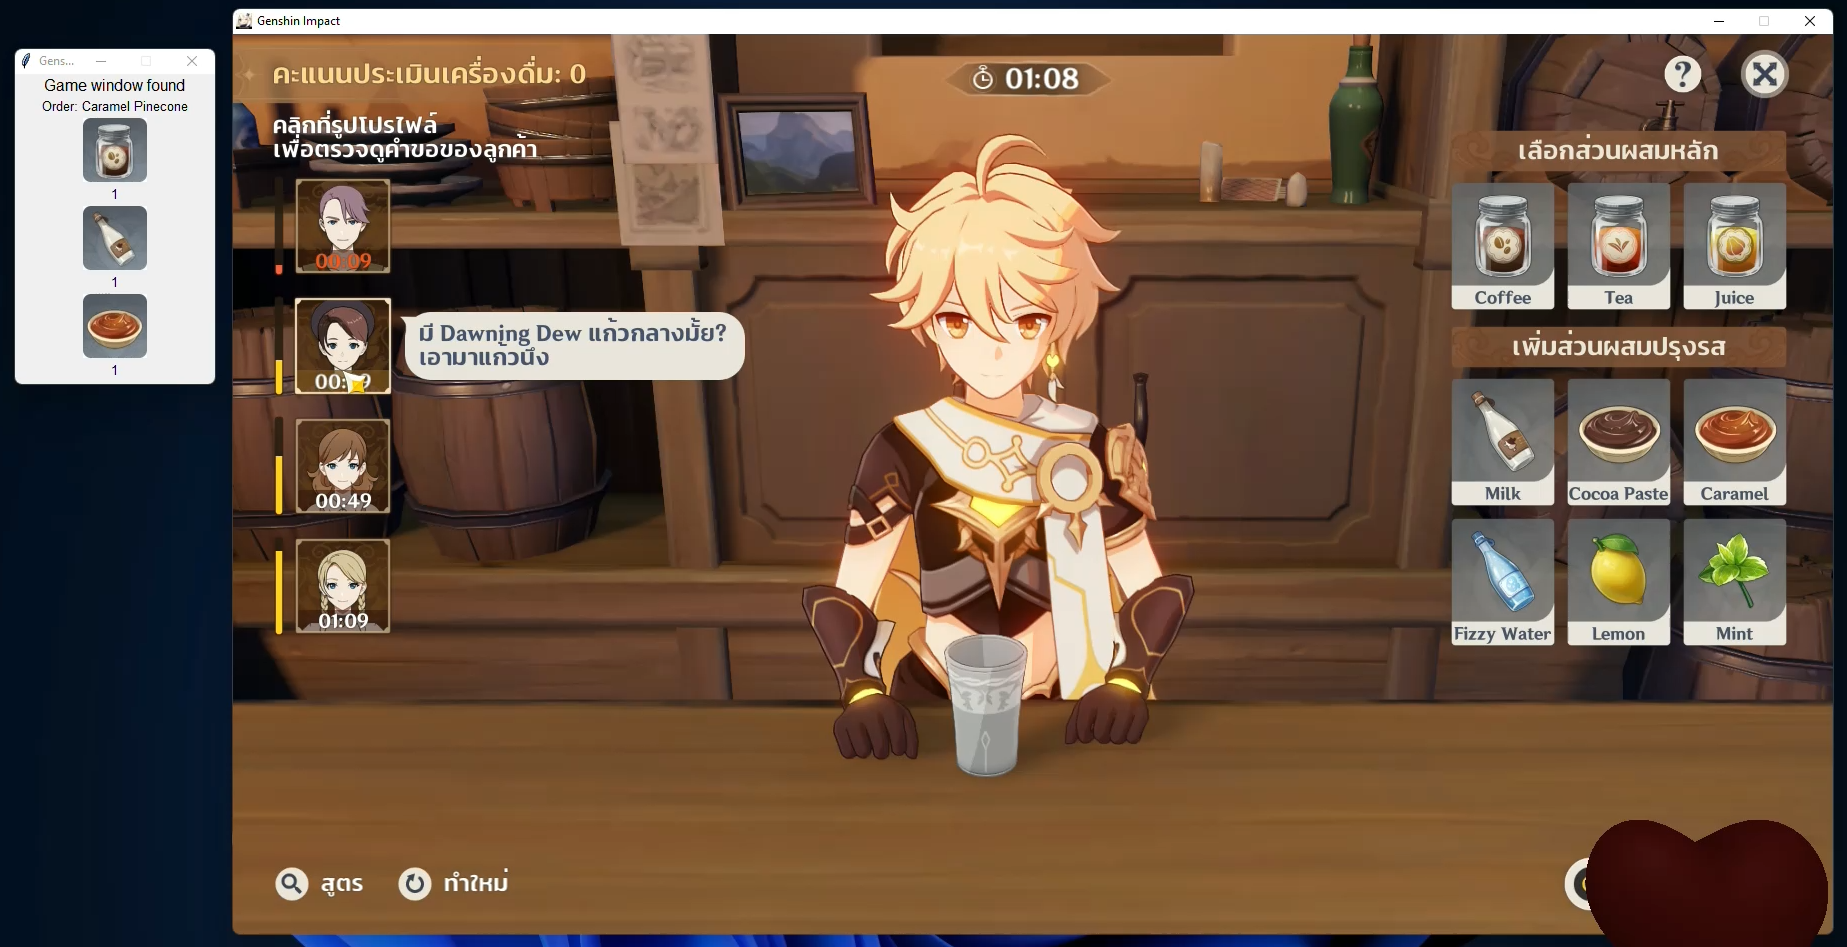 Gens...
Game window found
Order: Caramel Pinecone
1
1
1
Genshin Impact
คะแนนประเมินเครื่องดื่ม: 0
01:08
?
คลิกที่รูปโปรไฟล์
เพื่อตรวจดูคำขอของลูกค้า
00:09
มี Dawning Dew แก้วกลางมั้ย?
เอามาแก้วนึง
00:49
01:09
เลือกส่วนผสมหลัก
Coffee
Tea
Juice
เพิ่มส่วนผสมปรุงรส
Milk
Cocoa Paste
Caramel
Fizzy Water
Lemon
Mint
สูตร
ทำใหม่